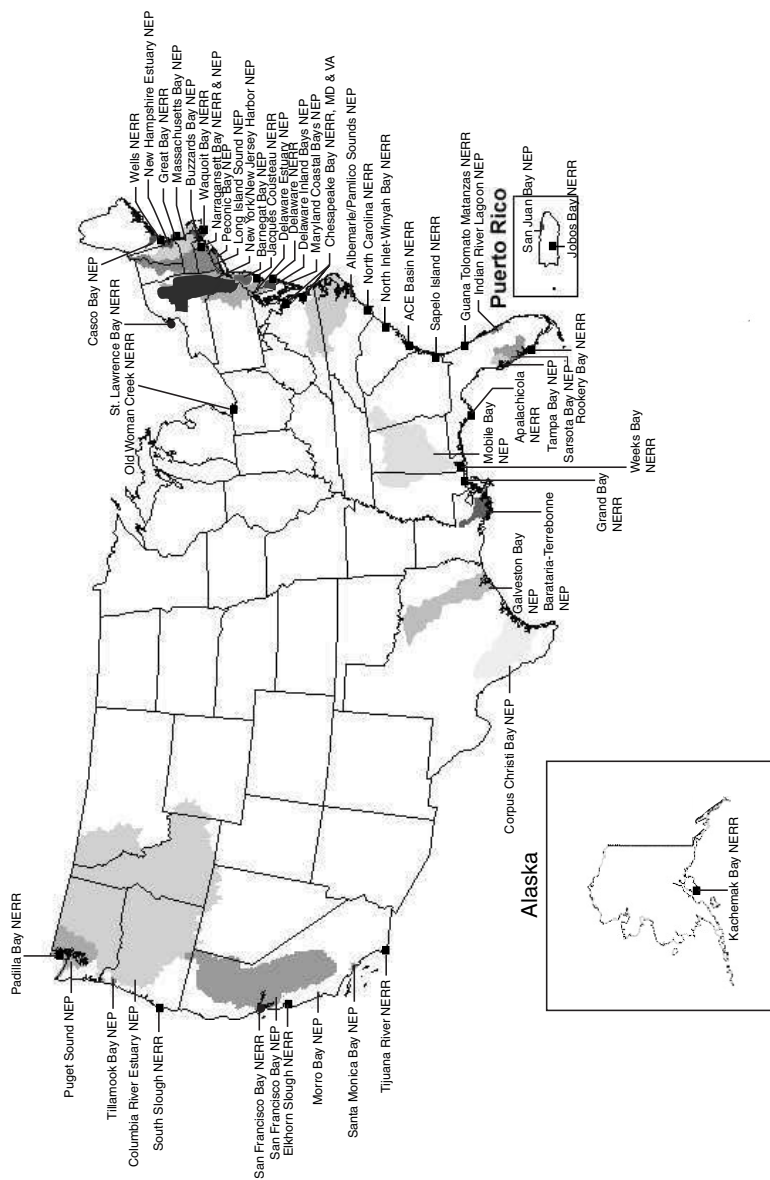 Padilla Bay NERR
Puget Sound NEP
Tillamook Bay NEP
Columbia River Estuary NEP
South Slough NERR
San Francisco Bay NERR
San Francisco Bay NEP
Elkhorn Slough NERR
Morro Bay NEP
Santa Monica Bay NEP
Tijuana River NERR
Old Woman Creek NERR
St. Lawrence Bay NERR
Casco Bay NEP
Wells NERR
New Hampshire Estuary NEP
Great Bay NERR
Massachusetts Bay NEP
Buzzards Bay NEP
Waquoit Bay NERR
Narragansett Bay NERR & NEP
Peconic Bay NEP
Long Island Sound NEP
New York/New Jersey Harbor NEP
Barnegat Bay NEP
Jacques Cousteau NERR
Delaware Estuary NEP
Delaware NERR
Delaware Inland Bays NEP
Maryland Coastal Bays NEP
Chesapeake Bay NERR, MD & VA
Albemarle/Pamlico Sounds NEP
North Carolina NERR
North Inlet-Winyah Bay NERR
ACE Basin NERR
Sapelo Island NERR
Guana Tolomato Matanzas NERR
Indian River Lagoon NEP
Puerto Rico
San Juan Bay NEP
Jobos Bay NERR
Corpus Christi Bay NEP
Galveston Bay
NEP
Barataria-Terrebonne
NEP
Grand Bay
NERR
Weeks Bay
NERR
Mobile Bay
NEP
Apalachicola
NERR
Tampa Bay NEP
Sarsota Bay NEP
Rookery Bay NERR
Alaska
Kachemak Bay NERR